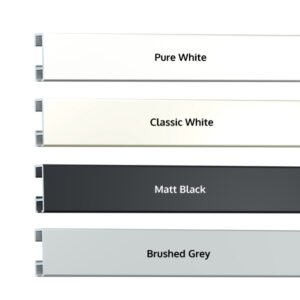 Pure White
Classic White
Matt Black
Brushed Grey